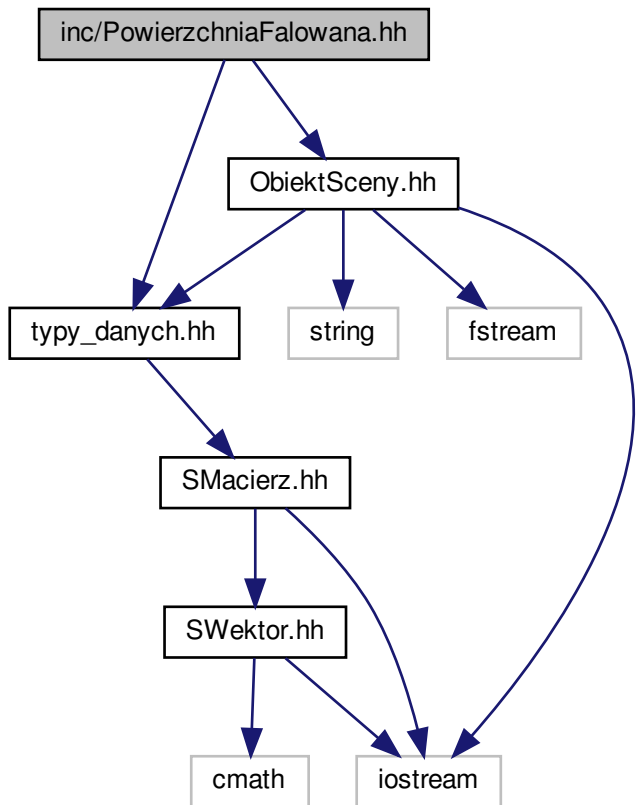 inc/PowierzchniaFalowana.hh
ObiektSceny.hh
typy_danych.hh
string
fstream
SMacierz.hh
SWektor.hh
cmath
iostream